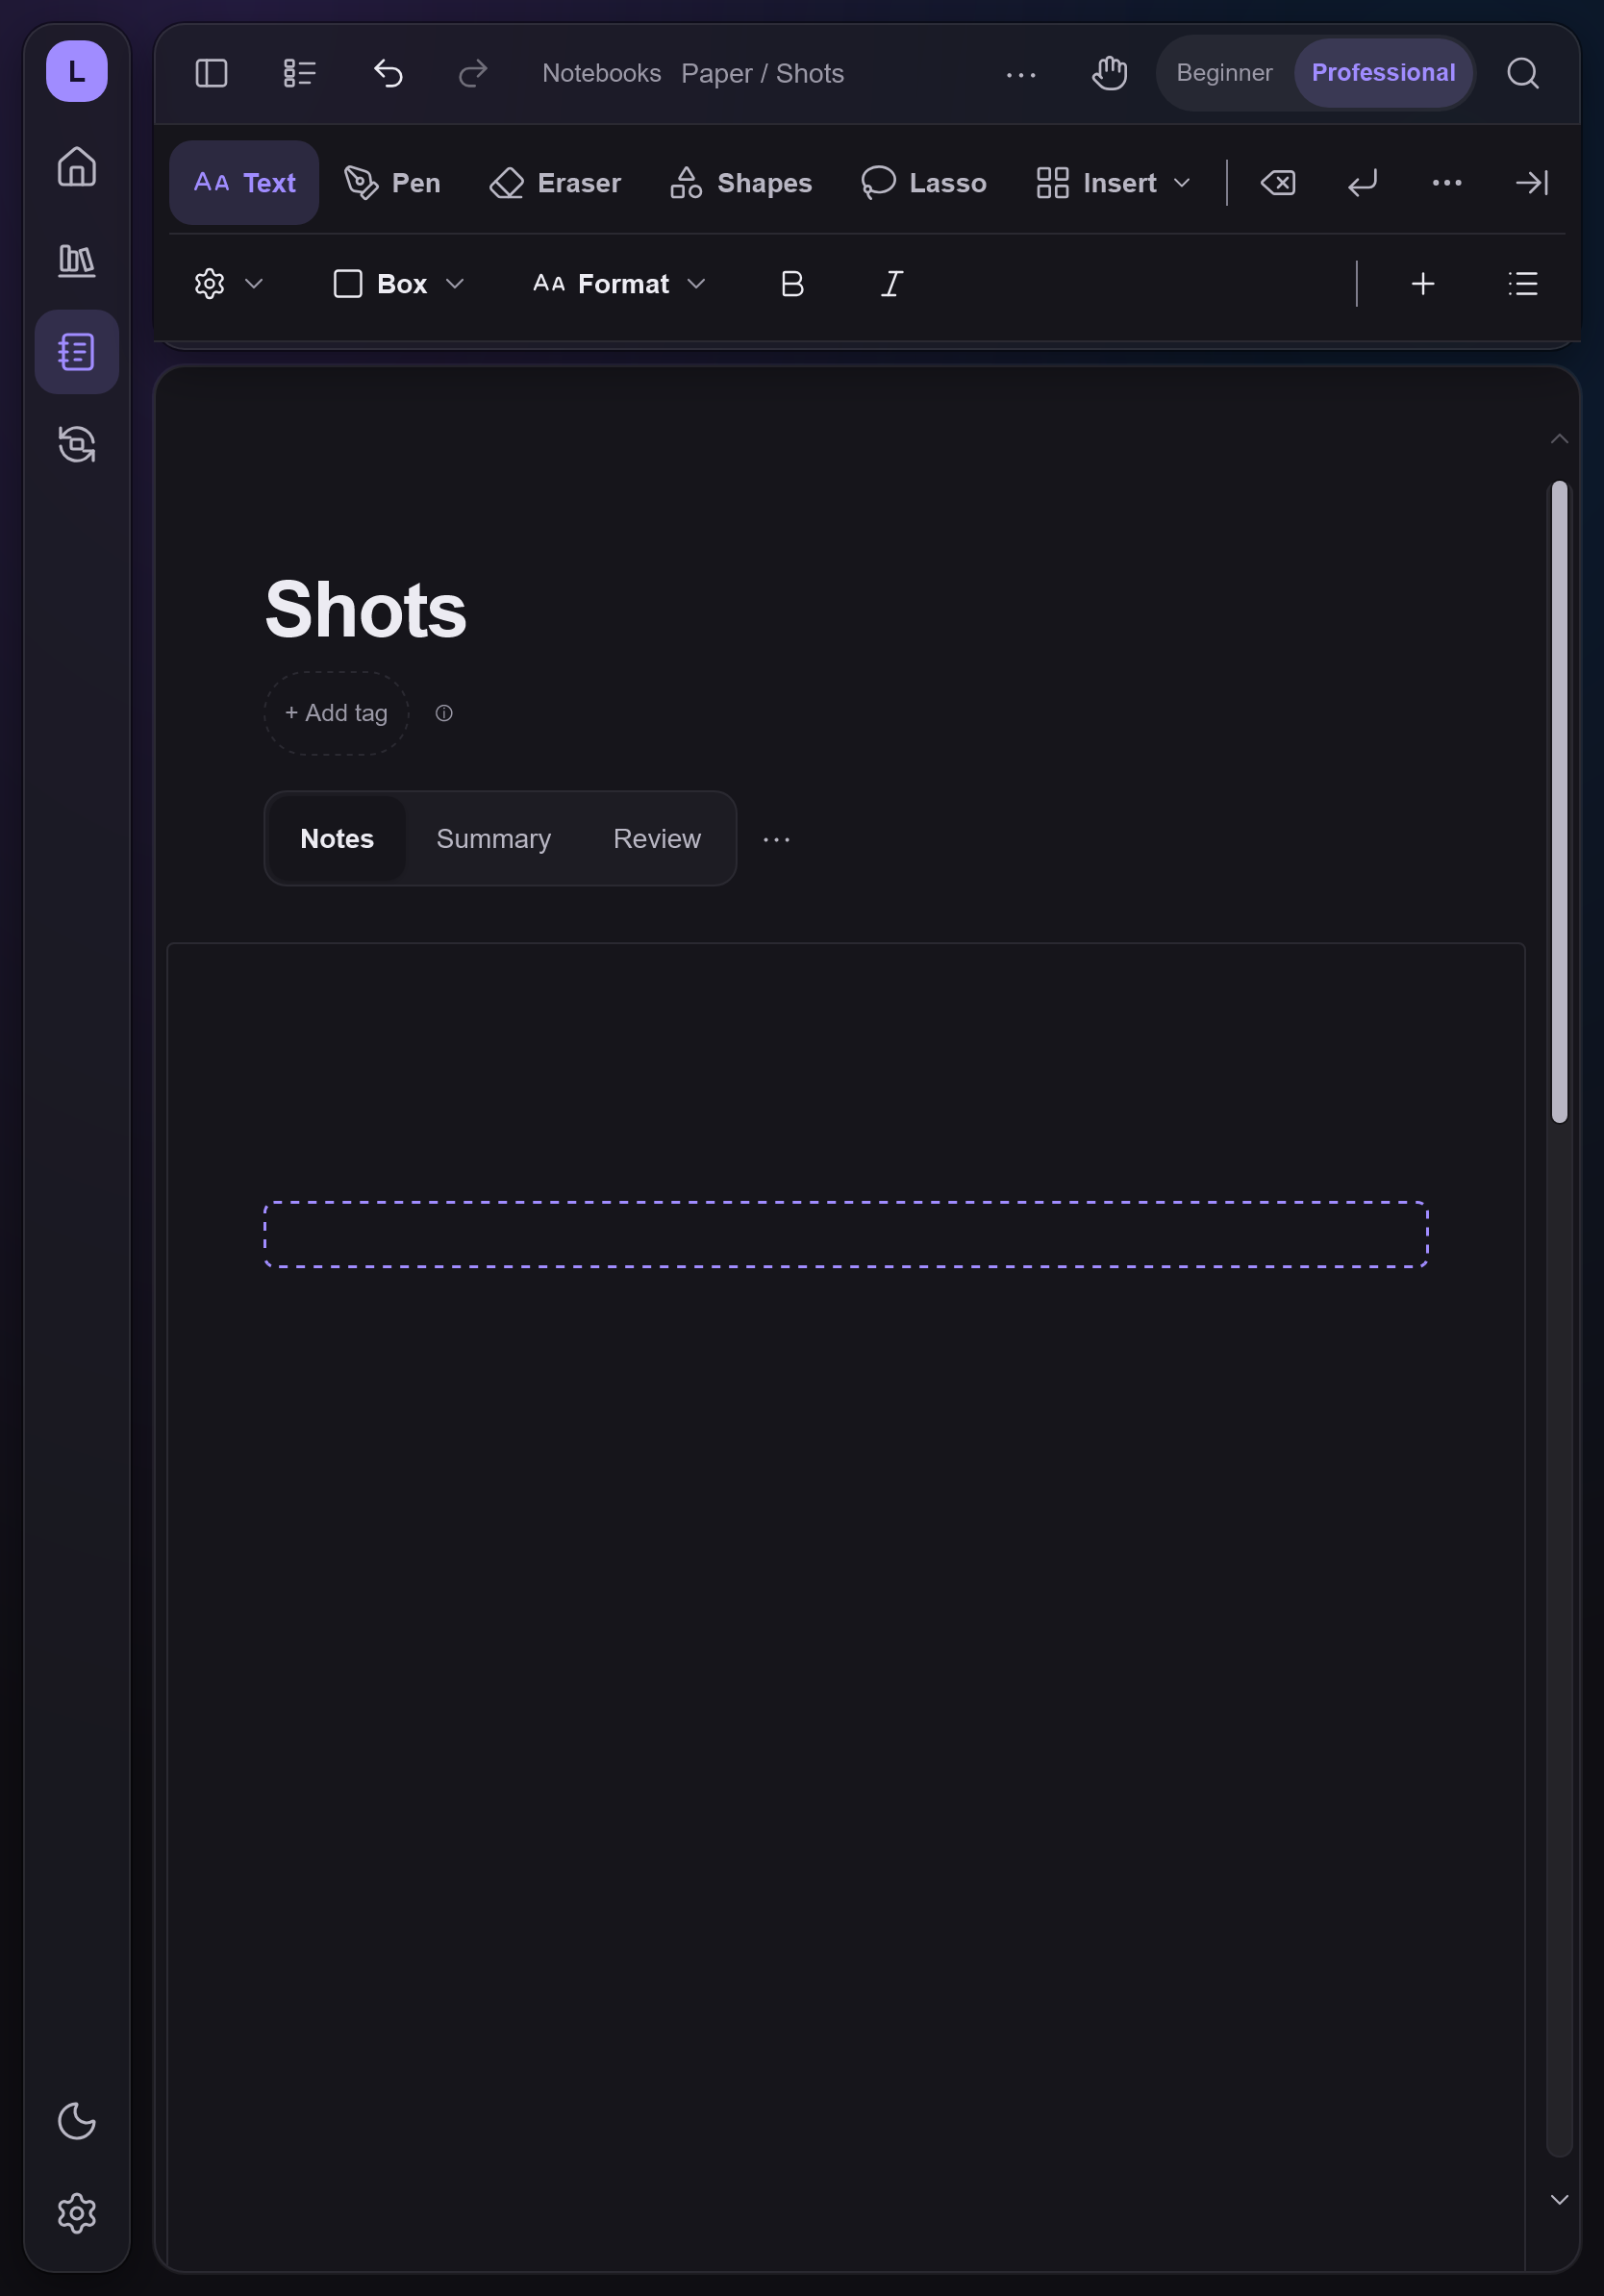 L
Notebooks Paper / Shots
Beginner Professional
Text Pen Eraser Shapes Lasso Insert
Box Format B I
Shots
+ Add tag
Notes Summary Review